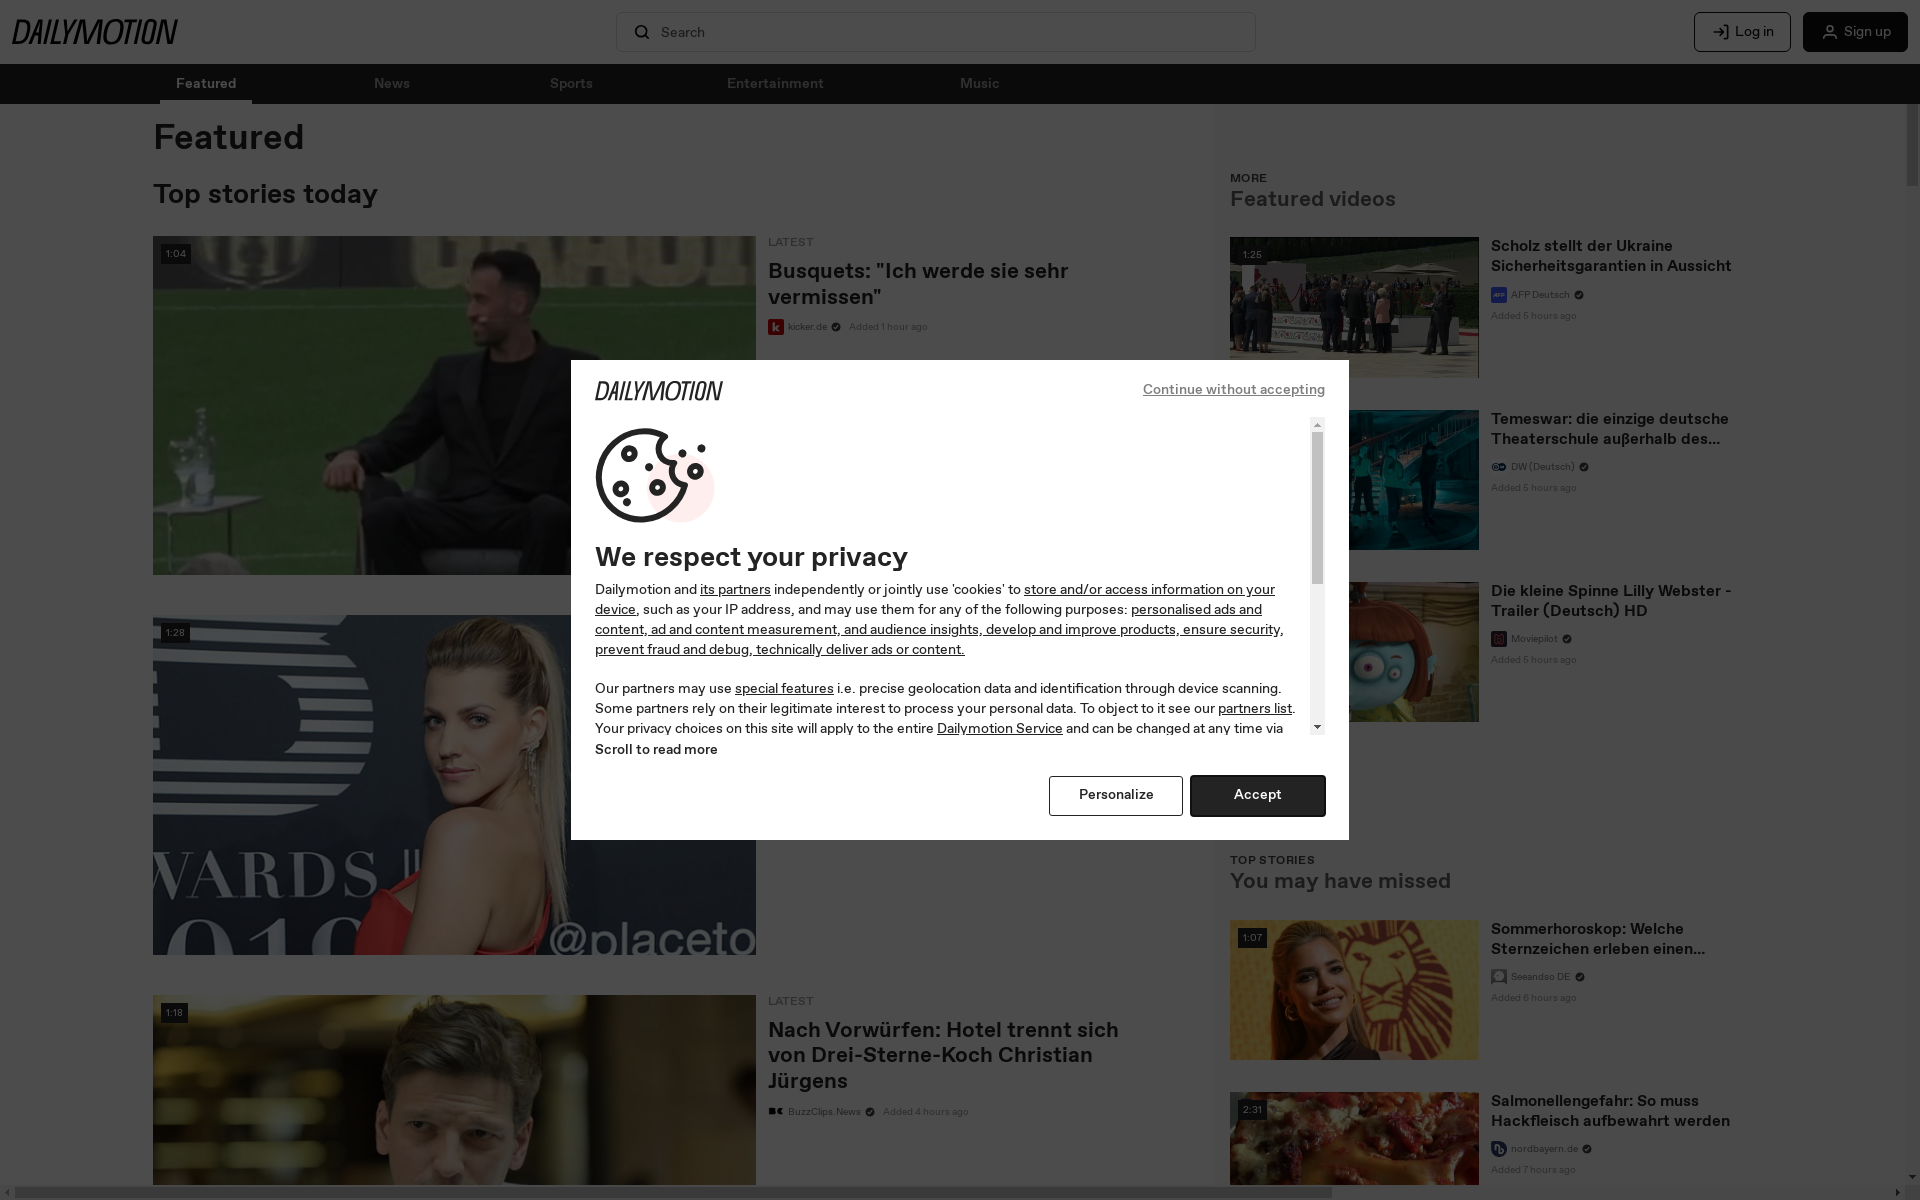 DAILYMOTION
Search
Log in
Sign up
Featured
News
Sports
Entertainment
Music
Featured
Top stories today
1:04
LATEST
Busquets: "Ich werde sie sehr
vermissen"
kicker.de
Added 1 hour ago
1:28
WARDS
@placeto
1:18
LATEST
Nach Vorwürfen: Hotel trennt sich
von Drei-Sterne-Koch Christian
Jürgens
BuzzClips.News
Added 4 hours ago
MORE
Featured videos
1:25
Scholz stellt der Ukraine
Sicherheitsgarantien in Aussicht
AFP Deutsch
Added 5 hours ago
Temeswar: die einzige deutsche
Theaterschule außerhalb des...
DW (Deutsch)
Added 5 hours ago
Die kleine Spinne Lilly Webster -
Trailer (Deutsch) HD
Moviepilot
Added 5 hours ago
TOP STORIES
You may have missed
1:07
Sommerhoroskop: Welche
Sternzeichen erleben einen...
Seeandso DE
Added 6 hours ago
2:31
Salmonellengefahr: So muss
Hackfleisch aufbewahrt werden
nordbayern.de
Added 7 hours ago
DAILYMOTION
Continue without accepting
We respect your privacy
Dailymotion and its partners independently or jointly use 'cookies' to store and/or access information on your
device, such as your IP address, and may use them for any of the following purposes: personalised ads and
content, ad and content measurement, and audience insights, develop and improve products, ensure security,
prevent fraud and debug, technically deliver ads or content.
Our partners may use special features i.e. precise geolocation data and identification through device scanning.
Some partners rely on their legitimate interest to process your personal data. To object to it see our partners list.
Your privacy choices on this site will apply to the entire Dailymotion Service and can be changed at any time via
Scroll to read more
Personalize
Accept